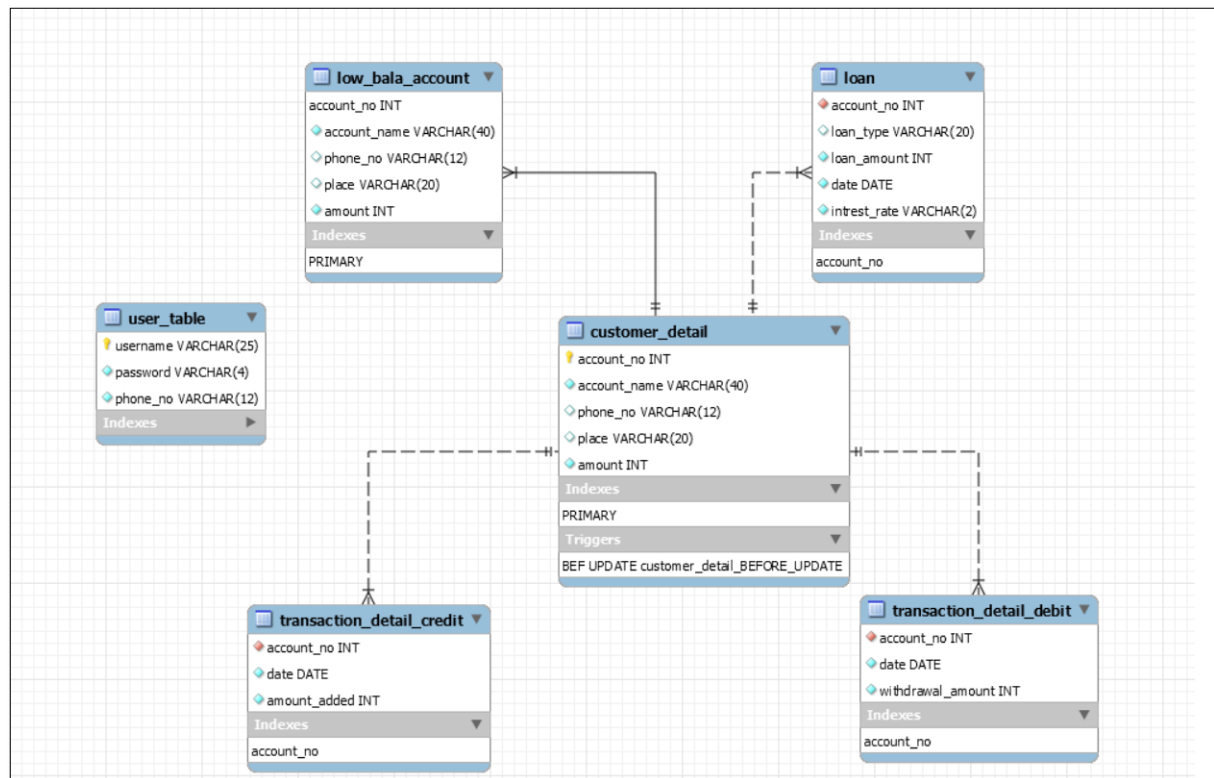 low_bala_account
account_no INT
account_name VARCHAR(40)
phone_no VARCHAR(12)
place VARCHAR(20)
amount INT
Indexes
PRIMARY
loan
account_no INT
loan_type VARCHAR(20)
loan_amount INT
date DATE
intrest_rate VARCHAR(2)
Indexes
account_no
user_table
username VARCHAR(25)
password VARCHAR(4)
phone_no VARCHAR(12)
Indexes
customer_detail
account_no INT
account_name VARCHAR(40)
phone_no VARCHAR(12)
place VARCHAR(20)
amount INT
Indexes
PRIMARY
Triggers
BEF UPDATE customer_detail_BEFORE_UPDATE
transaction_detail_credit
account_no INT
date DATE
amount_added INT
Indexes
account_no
transaction_detail_debit
account_no INT
date DATE
withdrawal_amount INT
Indexes
account_no